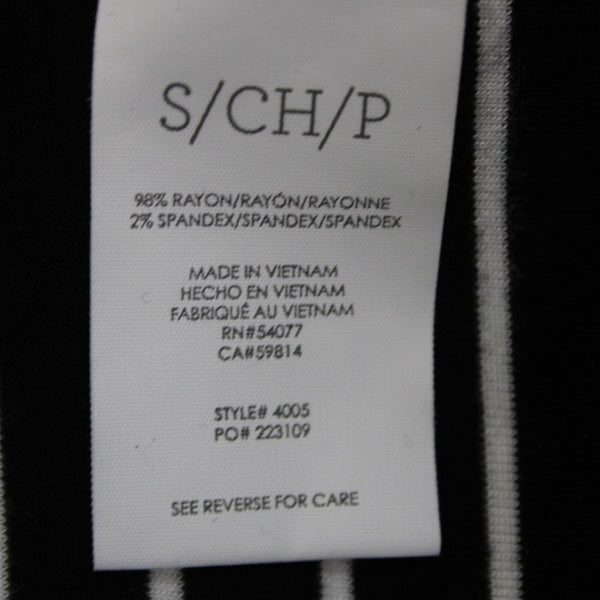 S/CH/P
98% RAYON/RAYÓN/RAYONNE
2% SPANDEX/SPANDEX/SPANDEX
MADE IN VIETNAM
HECHO EN VIETNAM
FABRIQUÉ AU VIETNAM
RN#54077
CA#59814
STYLE# 4005
PO# 223109
SEE REVERSE FOR CARE